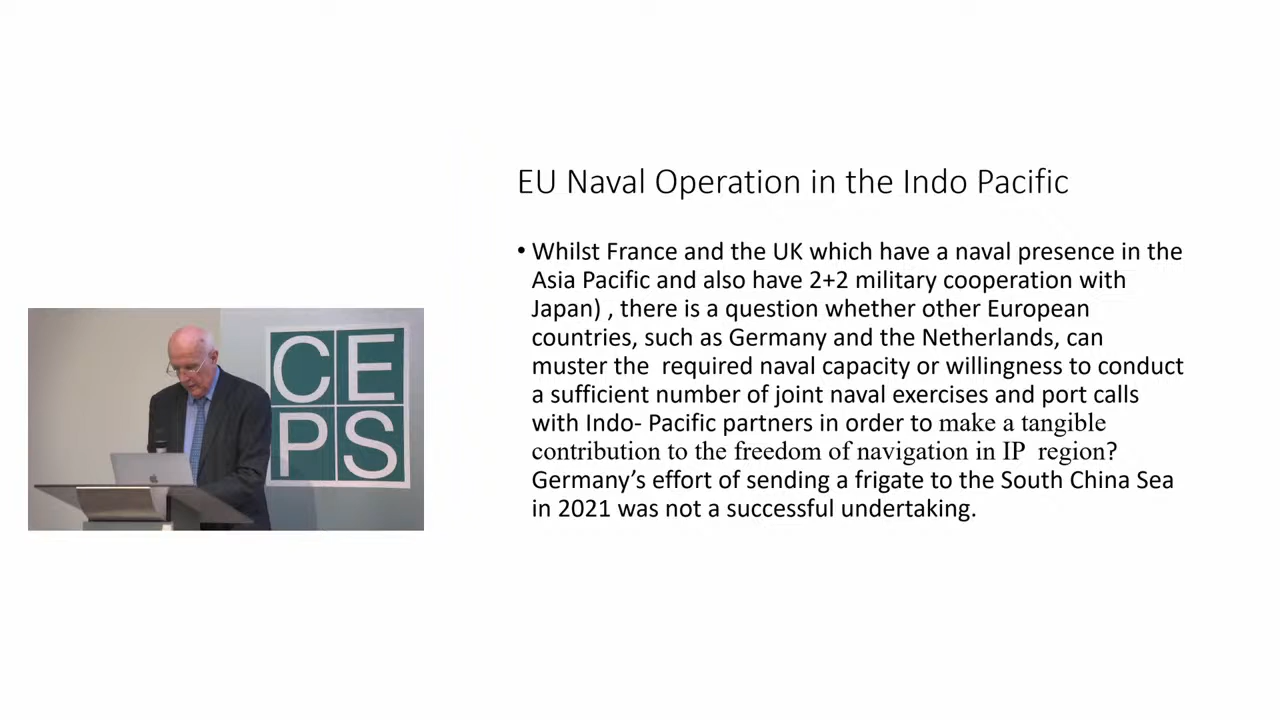 CE
PS
EU Naval Operation in the Indo Pacific
• Whilst France and the UK which have a naval presence in the
Asia Pacific and also have 2+2 military cooperation with
Japan) , there is a question whether other European
countries, such as Germany and the Netherlands, can
muster the  required naval capacity or willingness to conduct
a sufficient number of joint naval exercises and port calls
with Indo- Pacific partners in order to make a tangible
contribution to the freedom of navigation in IP  region?
Germany’s effort of sending a frigate to the South China Sea
in 2021 was not a successful undertaking.